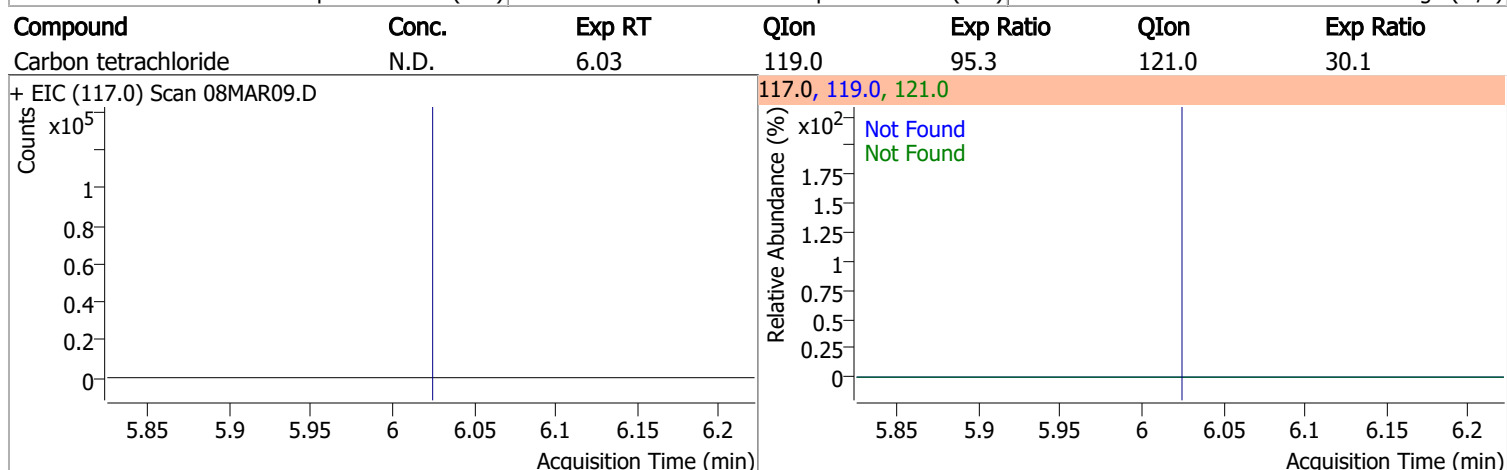 Compound Conc. Exp RT QIon Exp Ratio QIon Exp Ratio
Carbon tetrachloride N.D. 6.03 119.0 95.3 121.0 30.1
+ EIC (117.0) Scan 08MAR09.D
Counts
x10⁵
1
0.8
0.6
0.4
0.2
0
5.85 5.9 5.95 6 6.05 6.1 6.15 6.2
Acquisition Time (min)
117.0, 119.0, 121.0
Relative Abundance (%)
x10²
Not Found
Not Found
1.75
1.5
1.25
1
0.75
0.5
0.25
0
5.85 5.9 5.95 6 6.05 6.1 6.15 6.2
Acquisition Time (min)